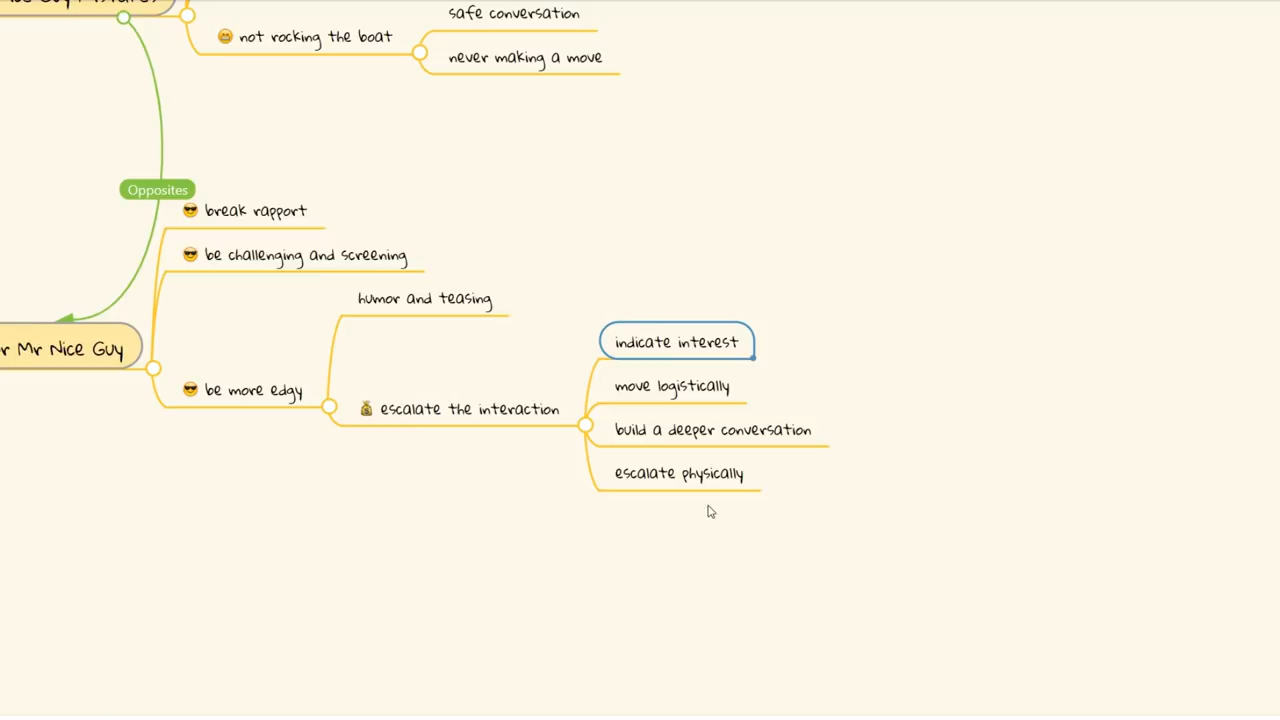 safe conversation
not rocking the boat
never making a move
Opposites
break rapport
be challenging and screening
humor and teasing
indicate interest
Mr Nice Guy
move logistically
be more edgy
escalate the interaction
build a deeper conversation
escalate physically